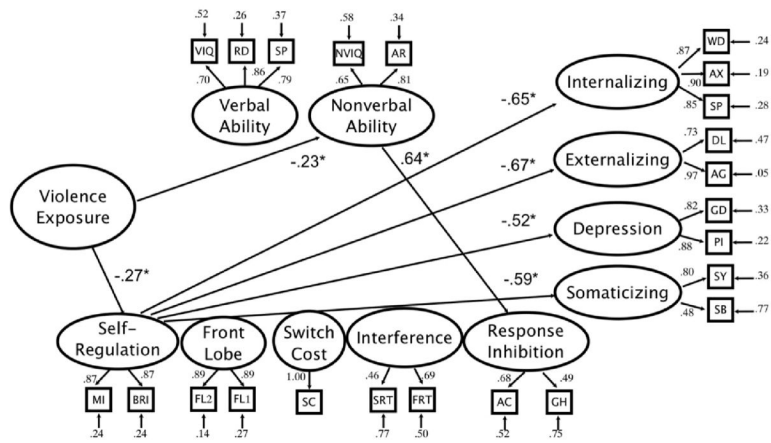 .52 .26 .37 .58 .34
VIQ RD SP NVIQ AR
.70 .86 .79 .65 .81
Verbal
Ability
Nonverbal
Ability
Internalizing
.87 WD .24
.90 AX .19
.85 SP .28
-.65*
Violence
Exposure
-.23*
.64*
-.67*
Externalizing
.73 DL .47
.97 AG .05
-.52*
Depression
.82 GD .33
.88 PI .22
-.27*
-.59*
Somaticizing
.80 SY .36
.48 SB .77
Self-
Regulation
Front
Lobe
Switch
Cost
Interference
Response
Inhibition
.87 .87 .89 .89 1.00 .46 .69 .68 .49
MI BRI FL2 FL1 SC SRT FRT AC GH
.24 .24 .14 .27 .77 .50 .52 .75